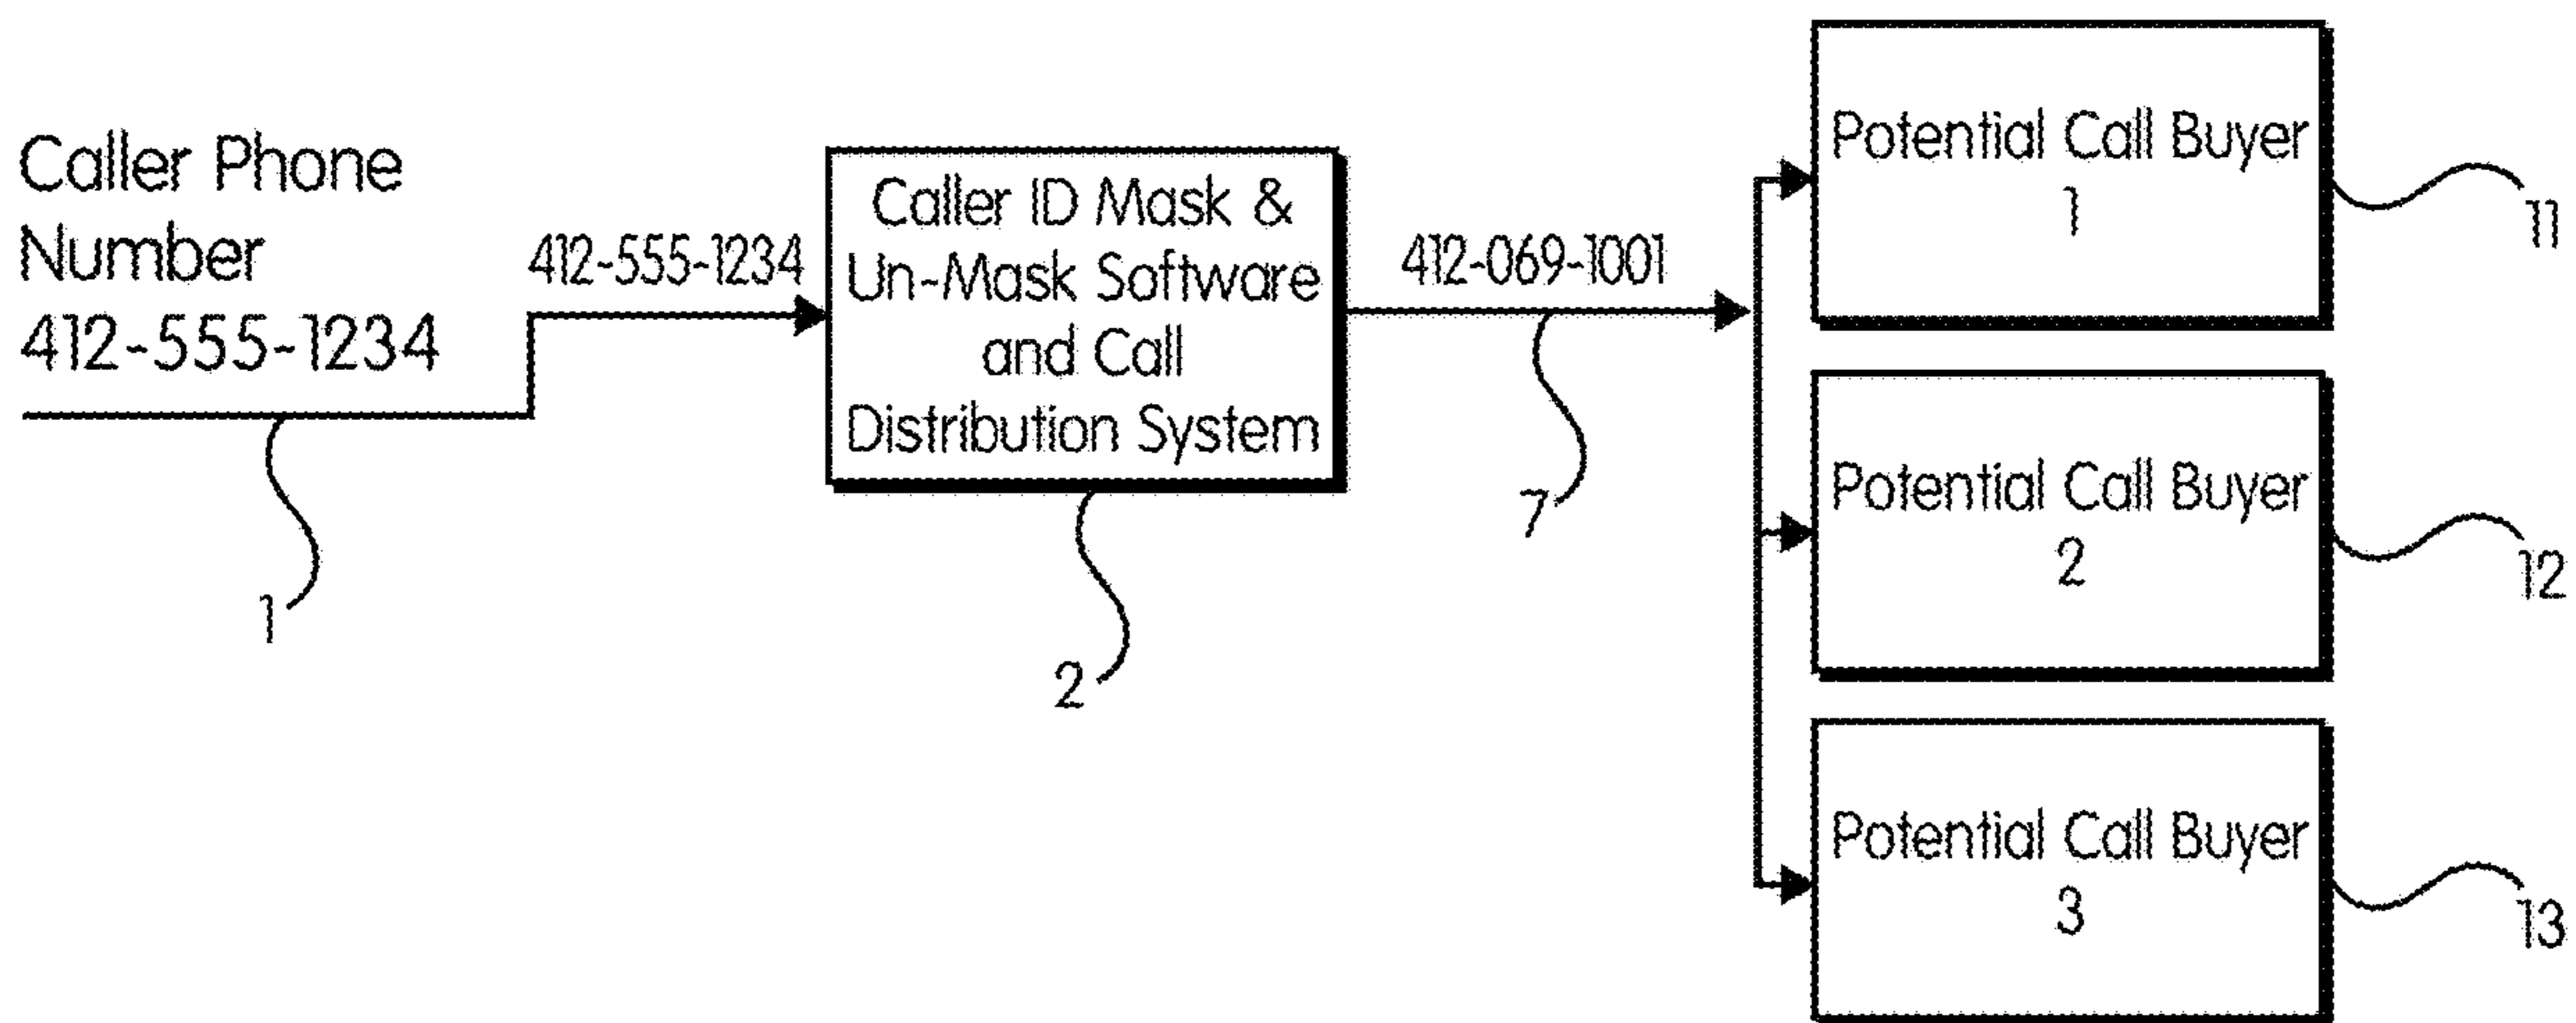 Caller Phone
Number
412-555-1234
1
412-555-1234
Caller ID Mask &
Un-Mask Software
and Call
Distribution System
2
412-069-1001
7
Potential Call Buyer
1
11
Potential Call Buyer
2
12
Potential Call Buyer
3
13